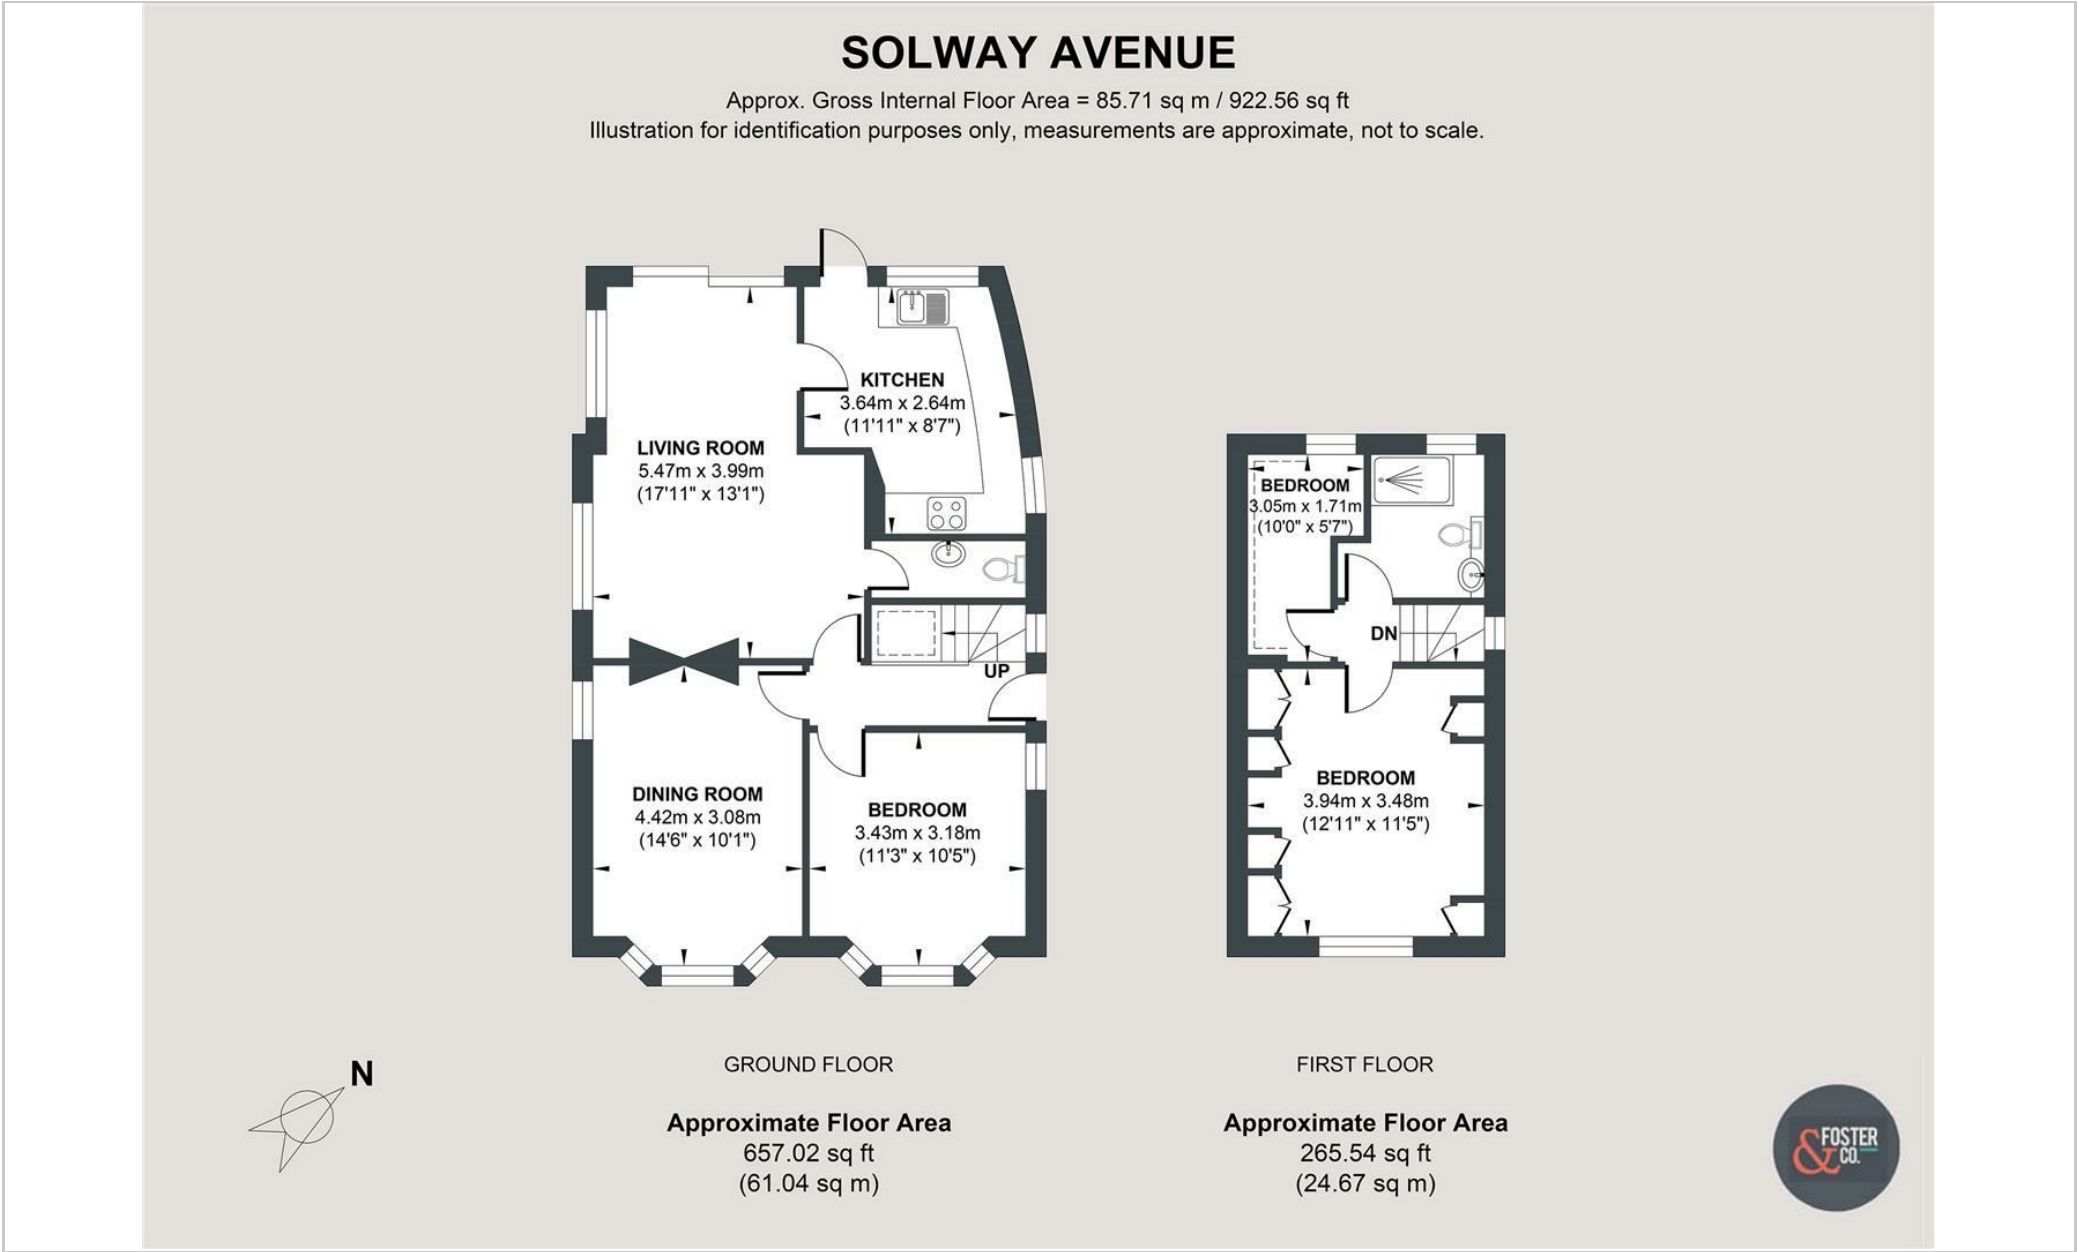 SOLWAY AVENUE
Approx. Gross Internal Floor Area = 85.71 sq m / 922.56 sq ft
Illustration for identification purposes only, measurements are approximate, not to scale.
KITCHEN
3.64m x 2.64m
(11'11" x 8'7")
LIVING ROOM
5.47m x 3.99m
(17'11" x 13'1")
UP
DINING ROOM
4.42m x 3.08m
(14'6" x 10'1")
BEDROOM
3.43m x 3.18m
(11'3" x 10'5")
BEDROOM
3.05m x 1.71m
(10'0" x 5'7")
DN
BEDROOM
3.94m x 3.48m
(12'11" x 11'5")
N
GROUND FLOOR
Approximate Floor Area
657.02 sq ft
(61.04 sq m)
FIRST FLOOR
Approximate Floor Area
265.54 sq ft
(24.67 sq m)
&FOSTER
CO.